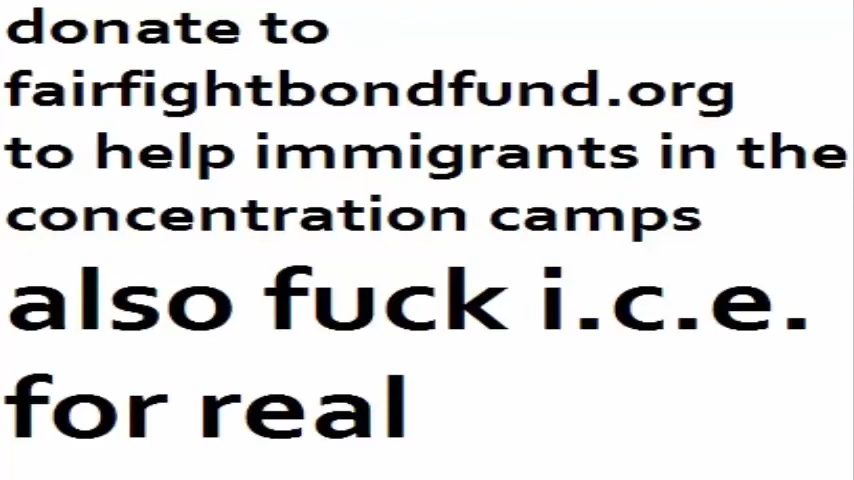 donate to
fairfightbondfund.org
to help immigrants in the
concentration camps
also fuck i.c.e.
for real